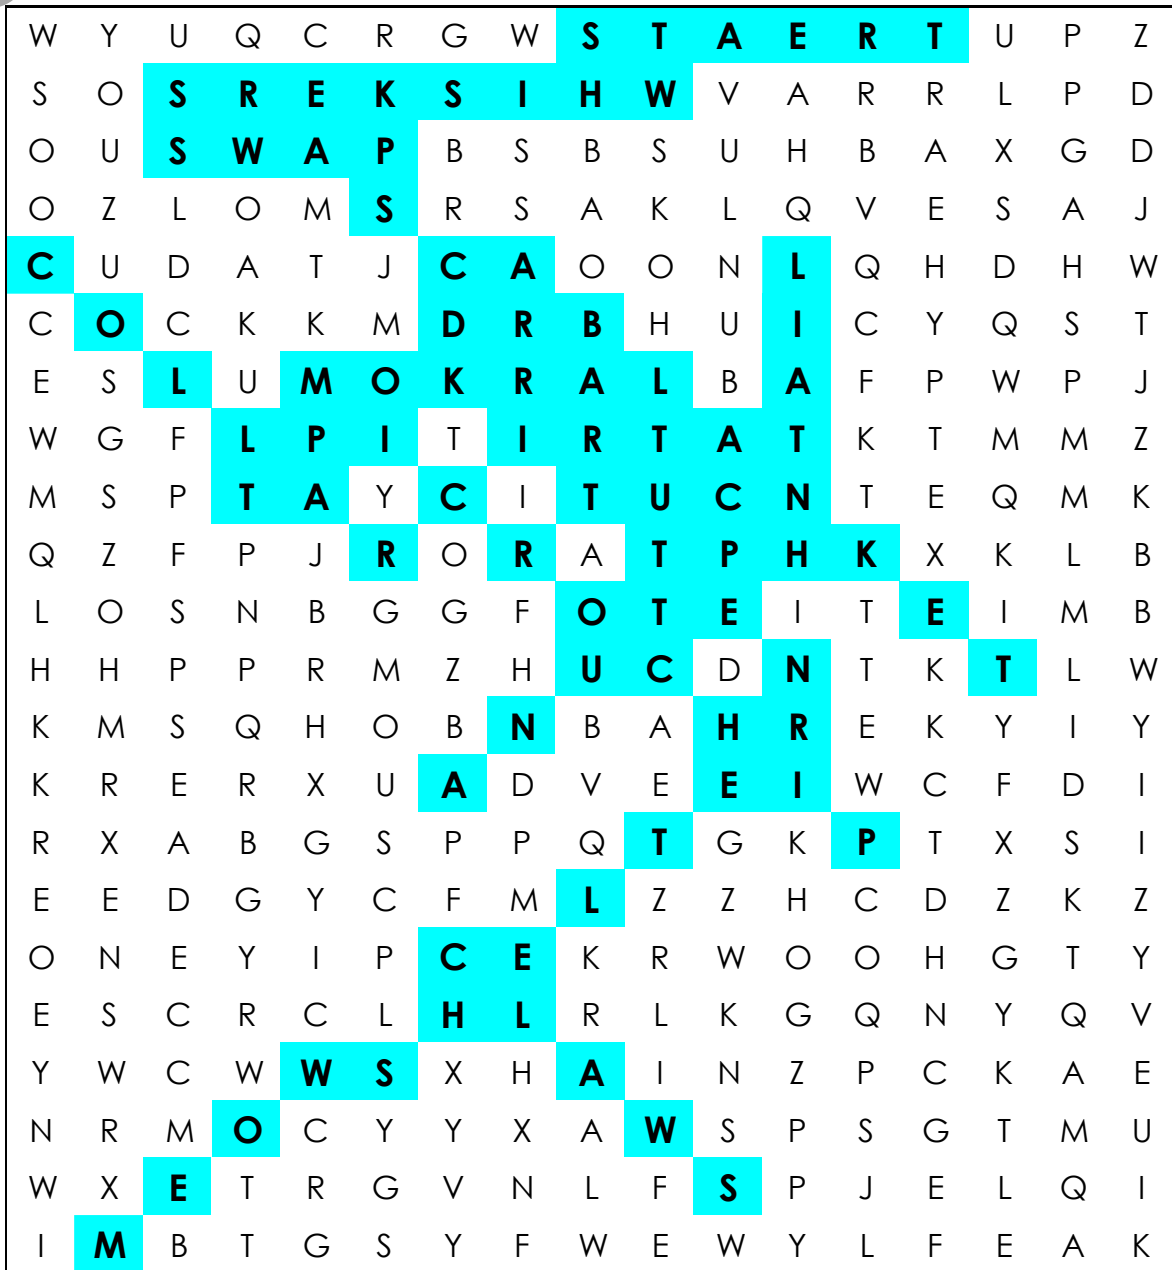 W Y U Q C R G W S T A E R T U P Z
S O S R E K S I H W V A R R L P D
O U S W A P B S B S U H B A X G D
O Z L O M S R S A K L Q V E S A J
C U D A T J C A O O N L Q H D H W
C O C K K M D R B H U I C Y Q S T
E S L U M O K R A L B A F P W P J
W G F L P I T I R T A T K T M M Z
M S P T A Y C I T U C N T E Q M K
Q Z F P J R O R A T P H K X K L B
L O S N B G G F O T E I T E I M B
H H P P R M Z H U C D N T K T L W
K M S Q H O B N B A H R E K Y I Y
K R E R X U A D V E E I W C F D I
R X A B G S P P Q T G K P T X S I
E E D G Y C F M L Z Z H C D Z K Z
O N E Y I P C E K R W O O H G T Y
E S C R C L H L R L K G Q N Y Q V
Y W C W W S X H A I N Z P C K A E
N R M O C Y Y X A W S P S G T M U
W X E T R G V N L F S P J E L Q I
I M B T G S Y F W E W Y L F E A K